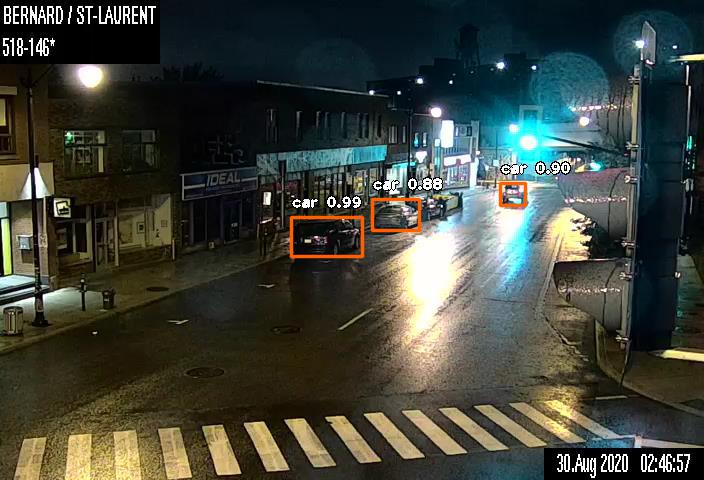 BERNARD / ST-LAURENT
518-146*
IDEAL
car 0.99
car 0.88
car 0.90
30.Aug 2020 02:46:57